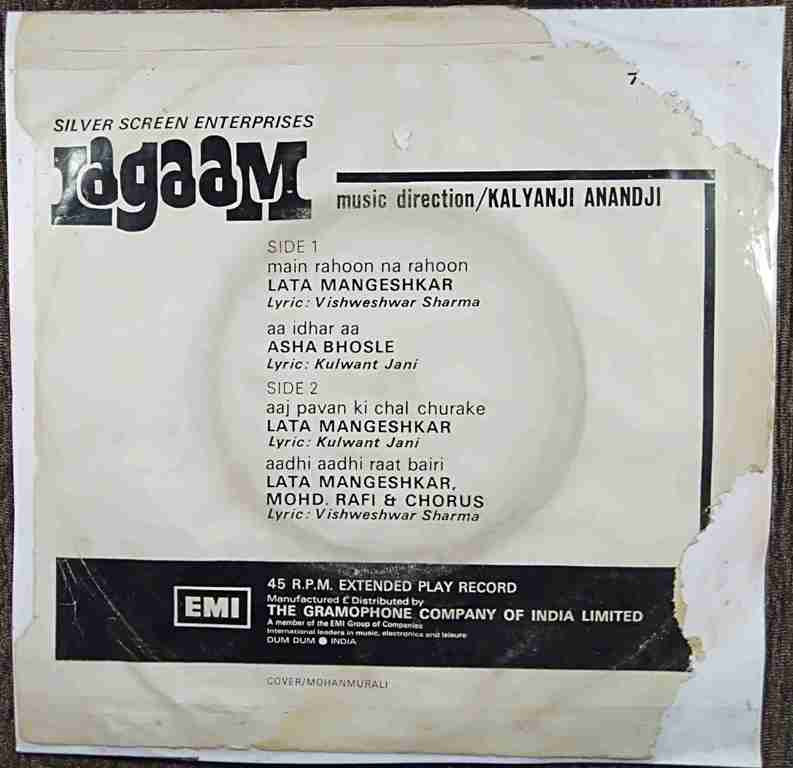 7
SILVER SCREEN ENTERPRISES
lagaam
music direction/KALYANJI ANANDJI
SIDE 1
main rahoon na rahoon
LATA MANGESHKAR
Lyric: Vishweshwar Sharma
aa idhar aa
ASHA BHOSLE
Lyric: Kulwant Jani
SIDE 2
aaj pavan ki chal churake
LATA MANGESHKAR
Lyric: Kulwant Jani
aadhi aadhi raat bairi
LATA MANGESHKAR,
MOHD. RAFI & CHORUS
Lyric: Vishweshwar Sharma
EMI
45 R.P.M. EXTENDED PLAY RECORD
Manufactured £ Distributed by
THE GRAMOPHONE COMPANY OF INDIA LIMITED
A member of the EMI Group of Companies
International leaders in music, electronics and leisure
DUM DUM ● INDIA
COVER/MOHANMURALI